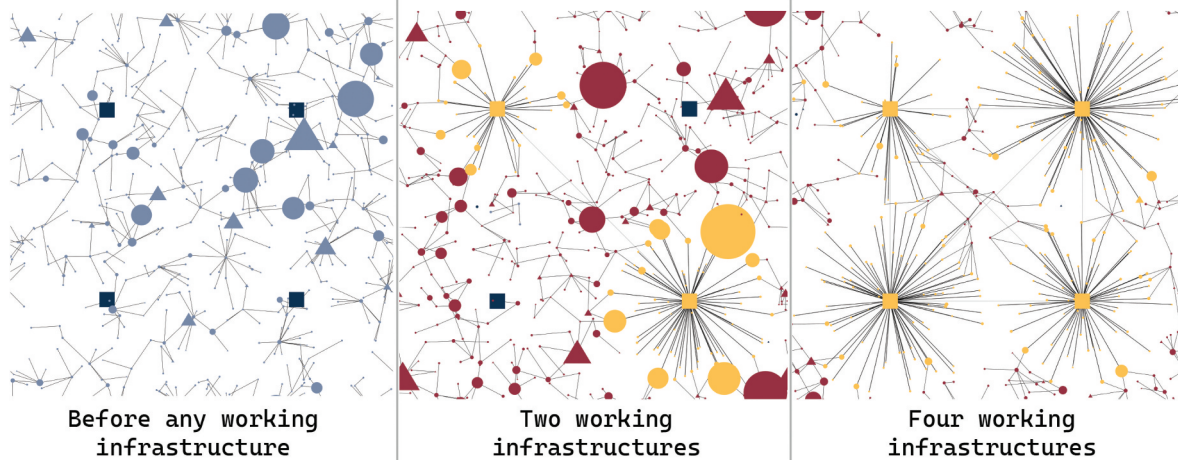 Before any working
infrastructure
Two working
infrastructures
Four working
infrastructures